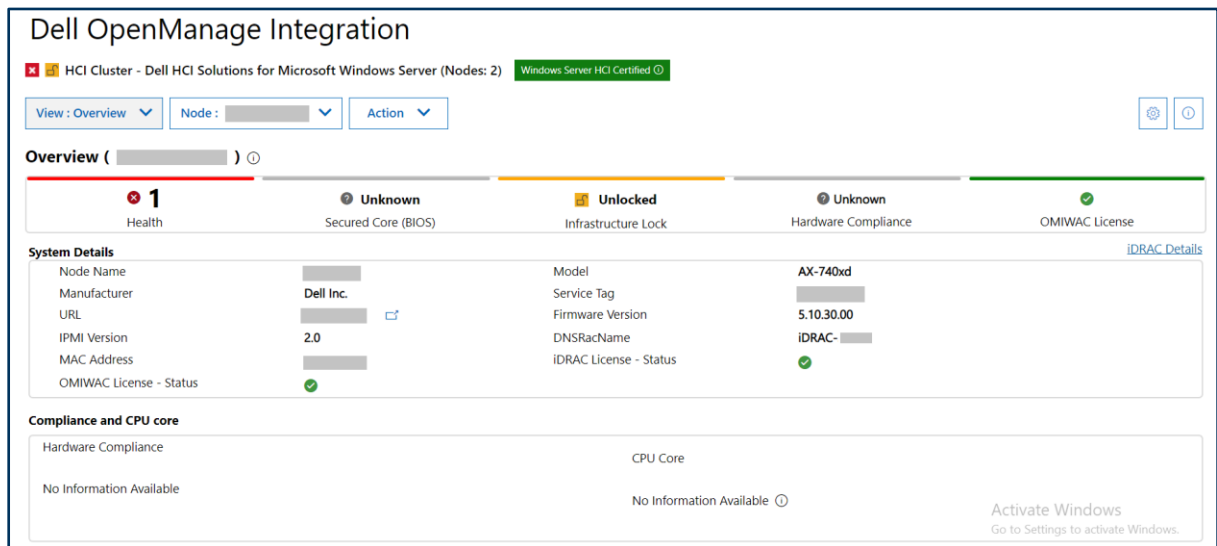 Dell OpenManage Integration
HCI Cluster - Dell HCI Solutions for Microsoft Windows Server (Nodes: 2) Windows Server HCI Certified
View : Overview Node : Action
Overview ( )
1 Unknown Unlocked Unknown
Health Secured Core (BIOS) Infrastructure Lock Hardware Compliance OMIWAC License
System Details iDRAC Details
Node Name Model AX-740xd
Manufacturer Dell Inc. Service Tag
URL Firmware Version 5.10.30.00
IPMI Version 2.0 DNSRacName iDRAC-
MAC Address iDRAC License - Status
OMIWAC License - Status
Compliance and CPU core
Hardware Compliance
CPU Core
No Information Available
No Information Available
Activate Windows
Go to Settings to activate Windows.